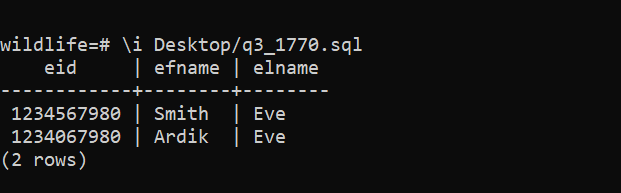 wildlife=# \i Desktop/q3_1770.sql
    eid     | efname | elname
------------+--------+--------
 1234567980 | Smith  | Eve
 1234067980 | Ardik  | Eve
(2 rows)